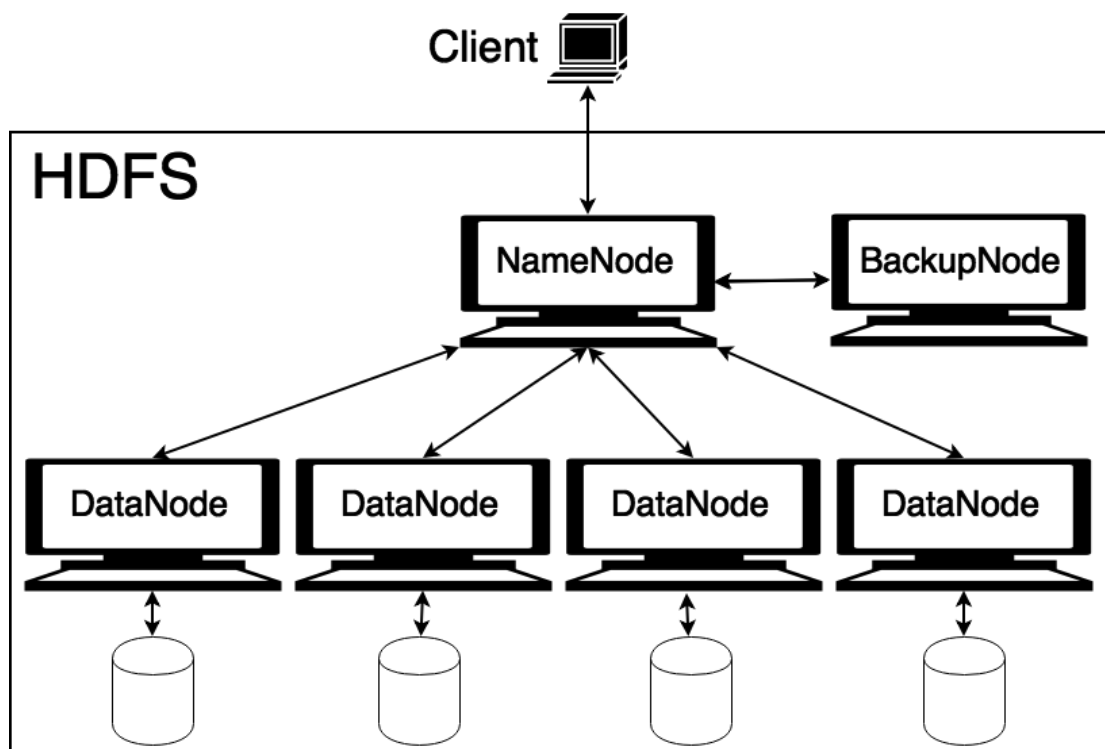 Client
HDFS
NameNode
BackupNode
DataNode
DataNode
DataNode
DataNode